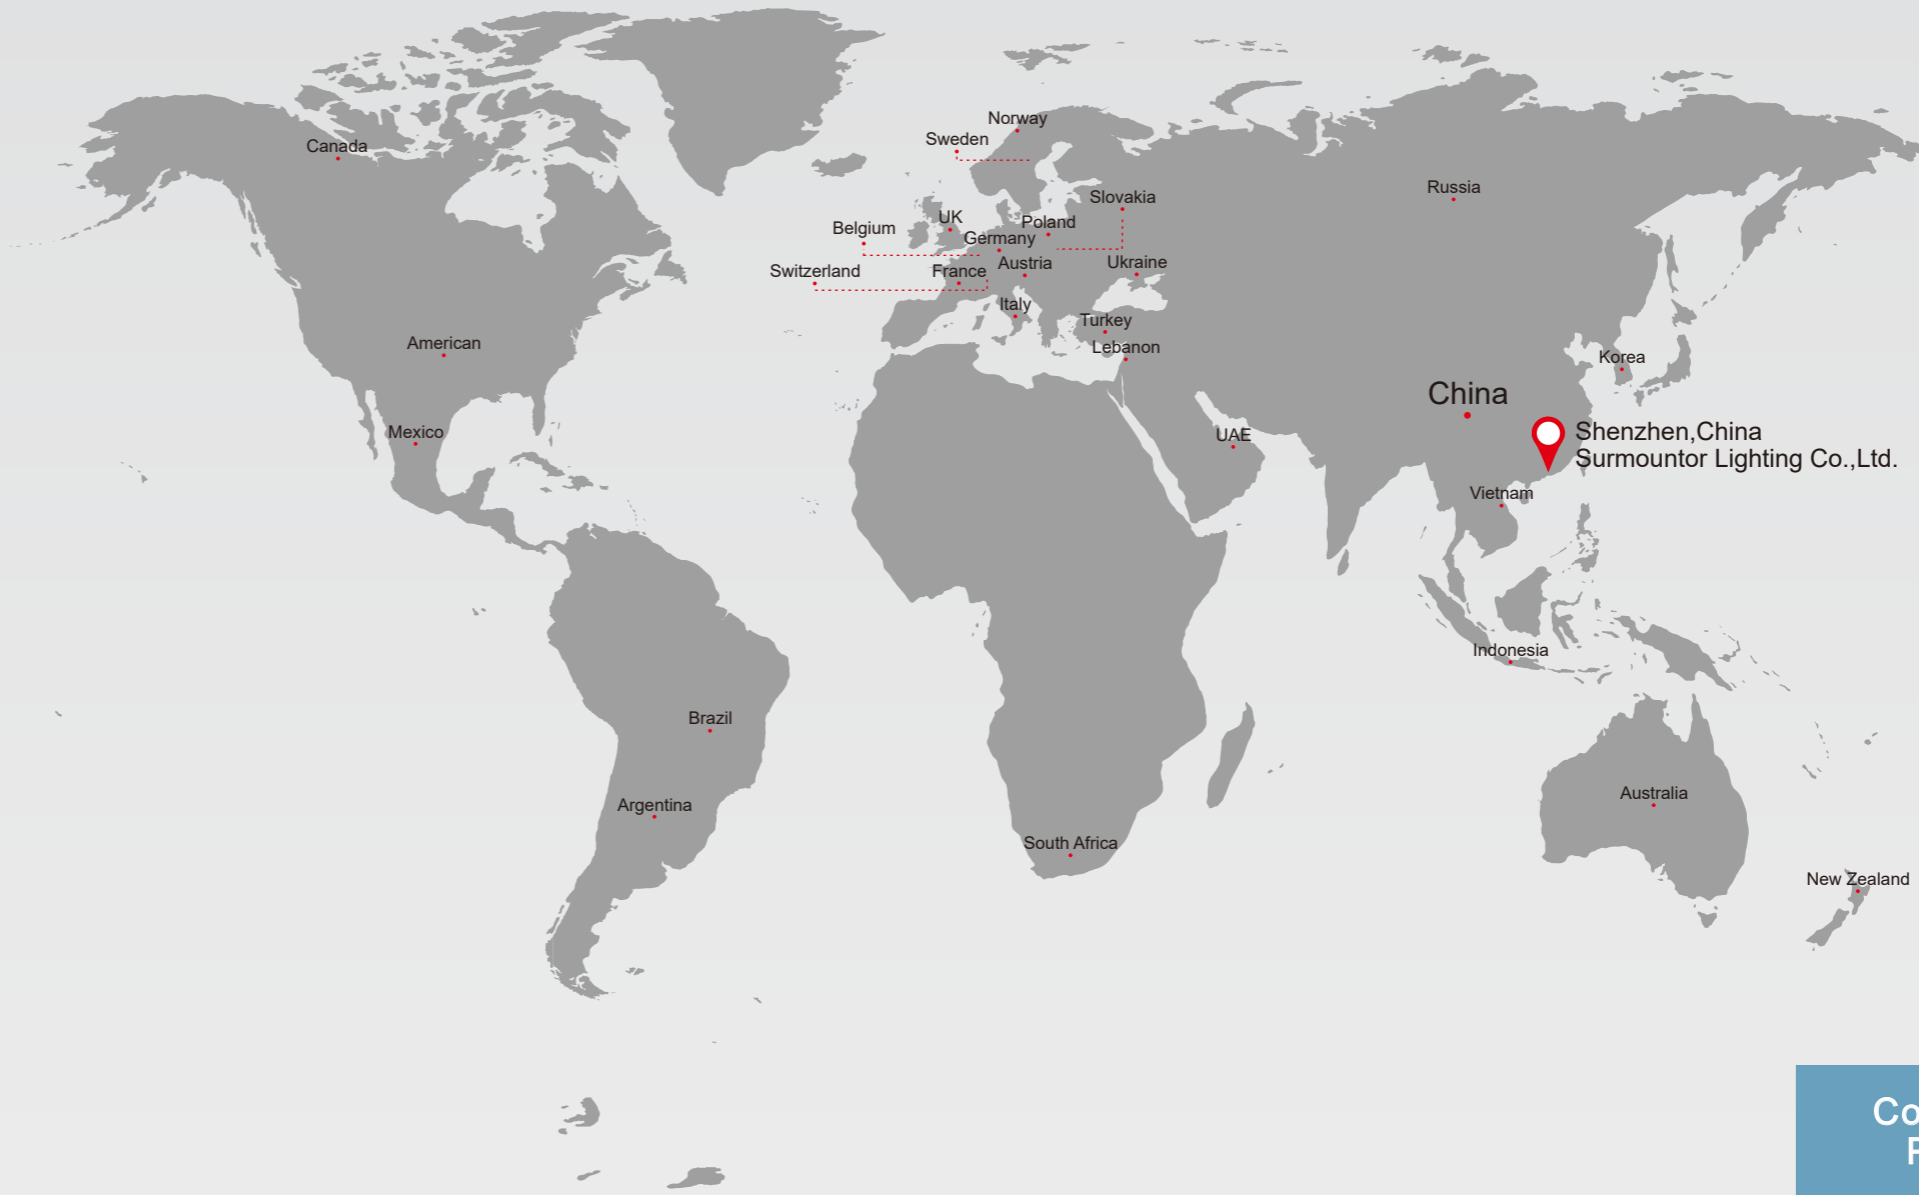 Norway
Sweden
Canada
Russia
Slovakia
UK
Poland
Belgium
Germany
Austria
Ukraine
Switzerland
France
Italy
Turkey
American
Lebanon
Korea
China
Mexico
UAE
Shenzhen,China
Surmountor Lighting Co.,Ltd.
Vietnam
Indonesia
Brazil
Australia
Argentina
South Africa
New Zealand